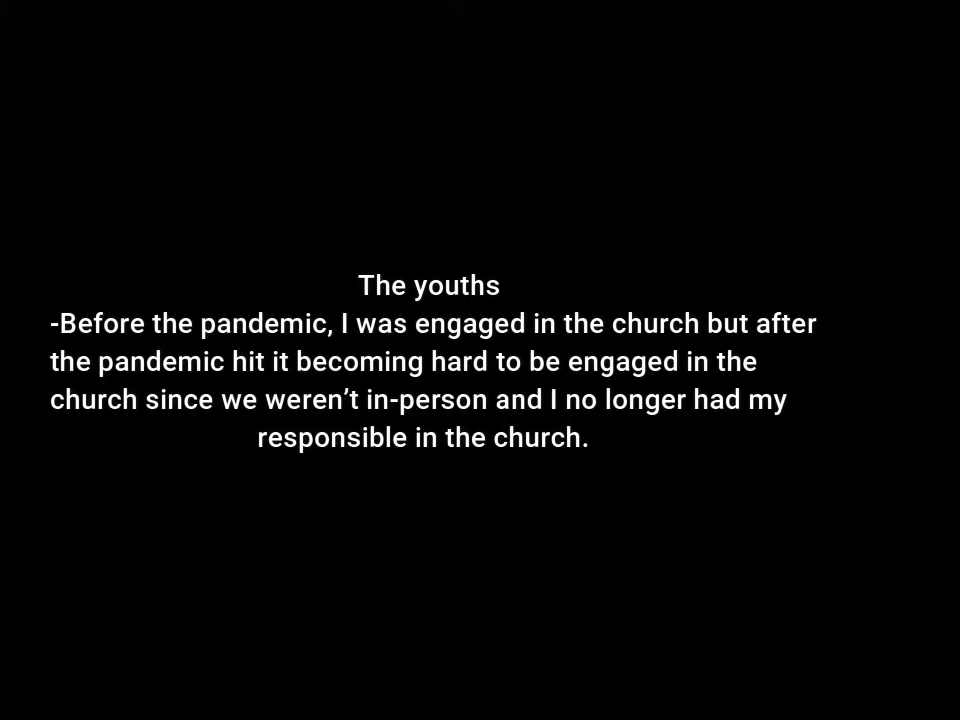 The youths
-Before the pandemic, I was engaged in the church but after
the pandemic hit it becoming hard to be engaged in the
church since we weren’t in-person and I no longer had my
responsible in the church.